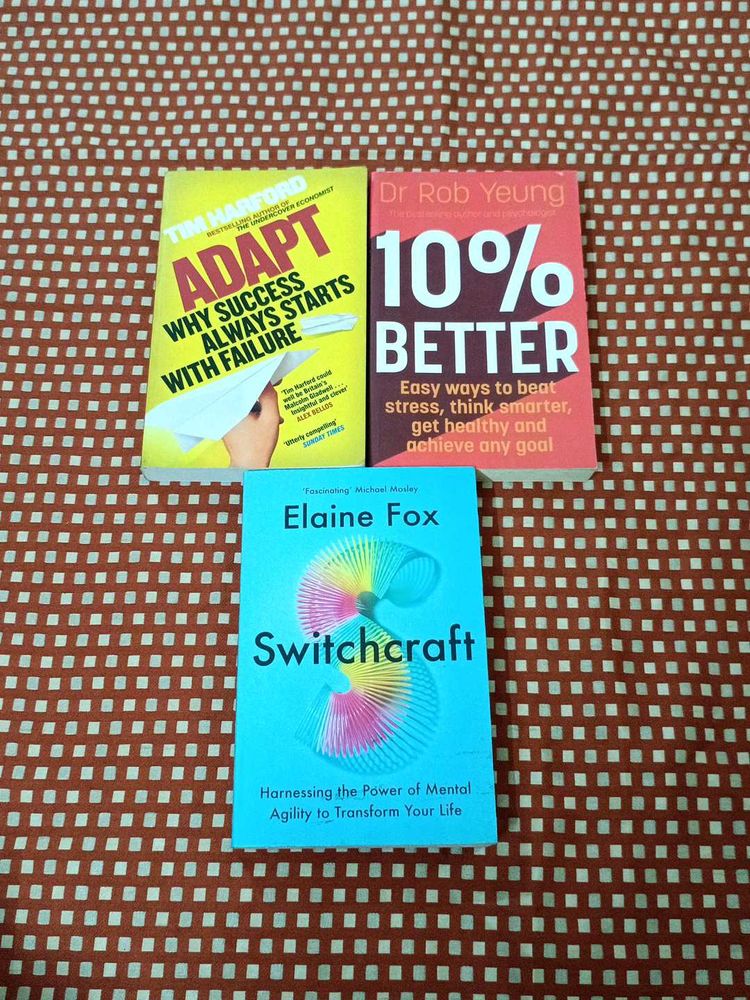 TIM HARFORD
BESTSELLING AUTHOR OF
THE UNDERCOVER ECONOMIST
ADAPT
WHY SUCCESS
ALWAYS STARTS
WITH FAILURE
'Tim Harford could
well be Britain's
Malcolm Gladwell . . .
Insightful and clever'
ALEX BELLOS
'Utterly compelling'
SUNDAY TIMES
Dr Rob Yeung
The bestselling author and psychologist
10%
BETTER
Easy ways to beat
stress, think smarter,
get healthy and
achieve any goal
'Fascinating' Michael Mosley
Elaine Fox
Switchcraft
Harnessing the Power of Mental
Agility to Transform Your Life